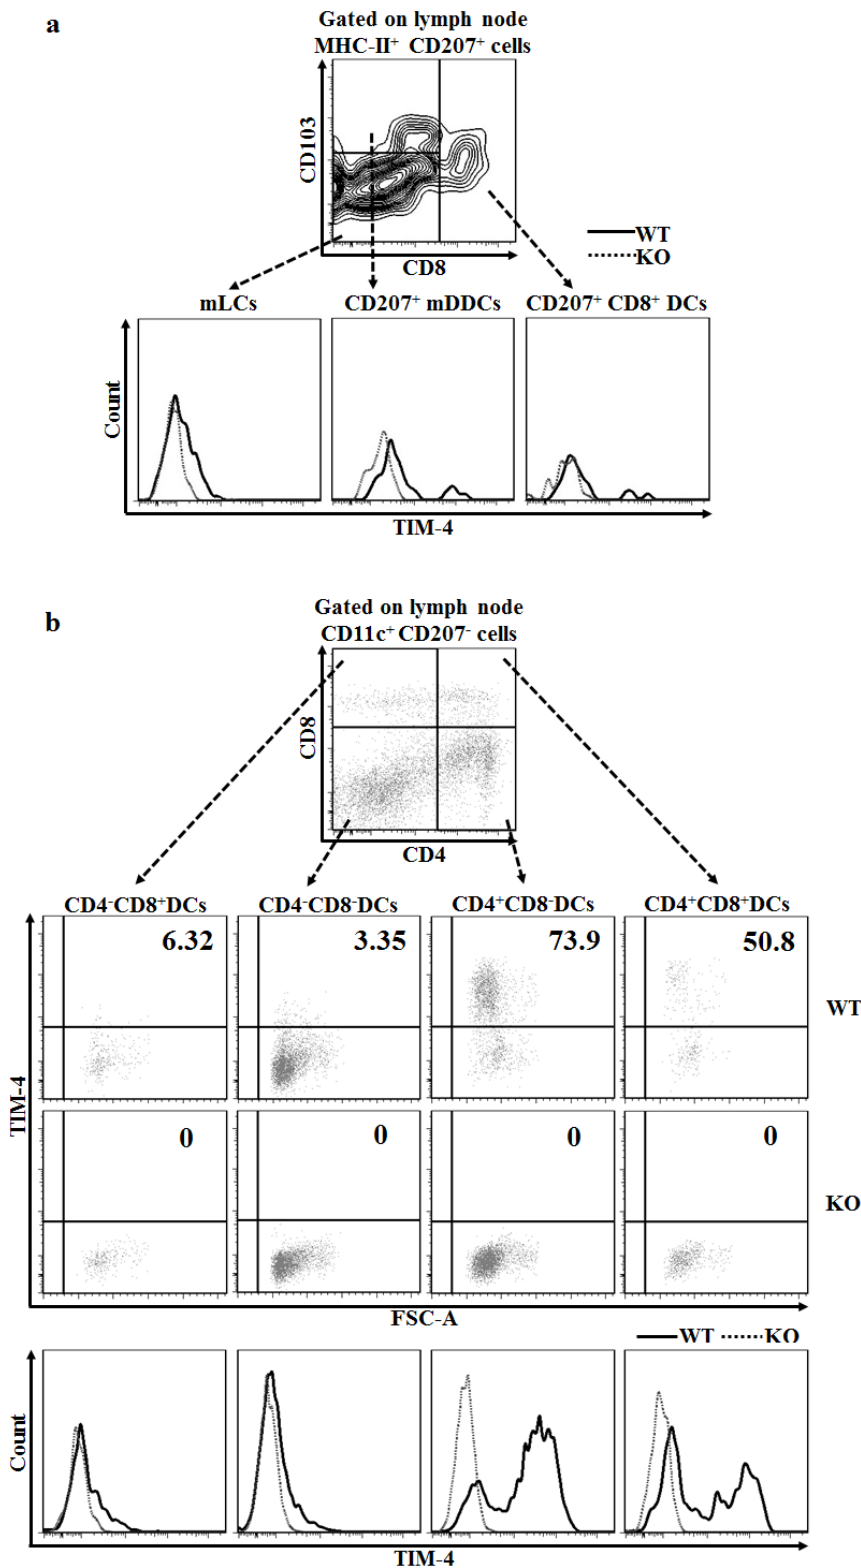 a
Gated on lymph node
MHC-II⁺ CD207⁺ cells
CD103
CD8
WT
KO
mLCs
CD207⁺ mDDCs
CD207⁺ CD8⁺ DCs
Count
TIM-4
b
Gated on lymph node
CD11c⁺ CD207⁻ cells
CD8
CD4
CD4⁻CD8⁺DCs
CD4⁻CD8⁻DCs
CD4⁺CD8⁻DCs
CD4⁺CD8⁺DCs
6.32
3.35
73.9
50.8
WT
TIM-4
0
0
0
0
KO
FSC-A
WT
KO
Count
TIM-4